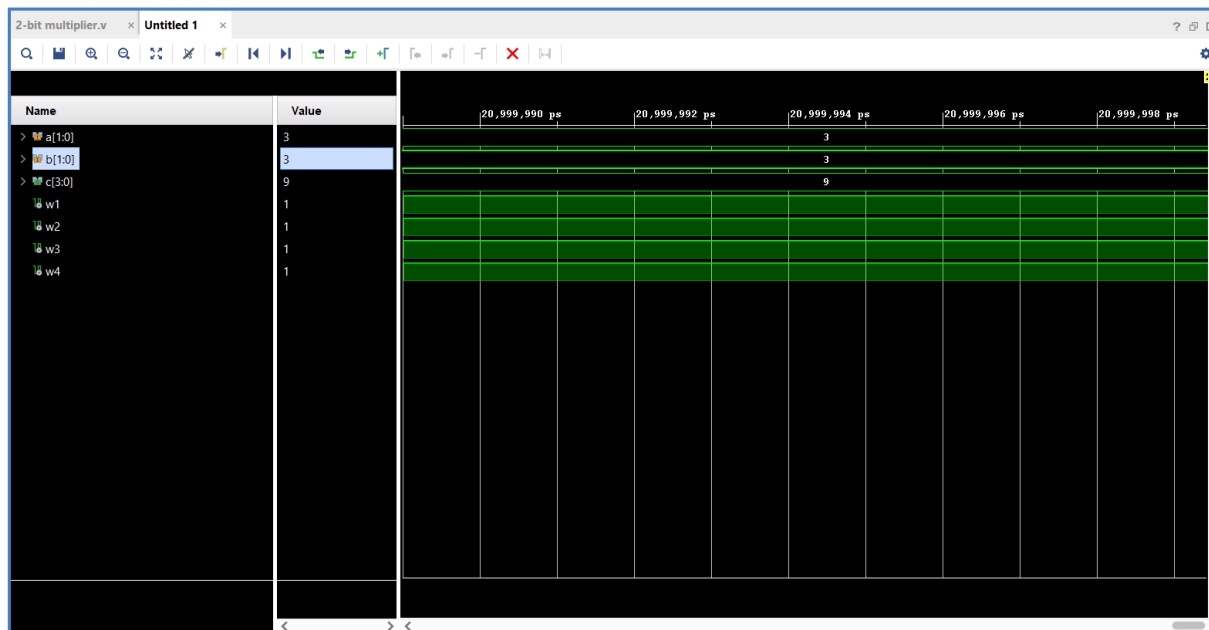 2-bit multiplier.v × Untitled 1 × ?
Name Value
20,999,990 ps 20,999,992 ps 20,999,994 ps 20,999,996 ps 20,999,998 ps
a[1:0] 3 3
b[1:0] 3 3
c[3:0] 9 9
w1 1
w2 1
w3 1
w4 1